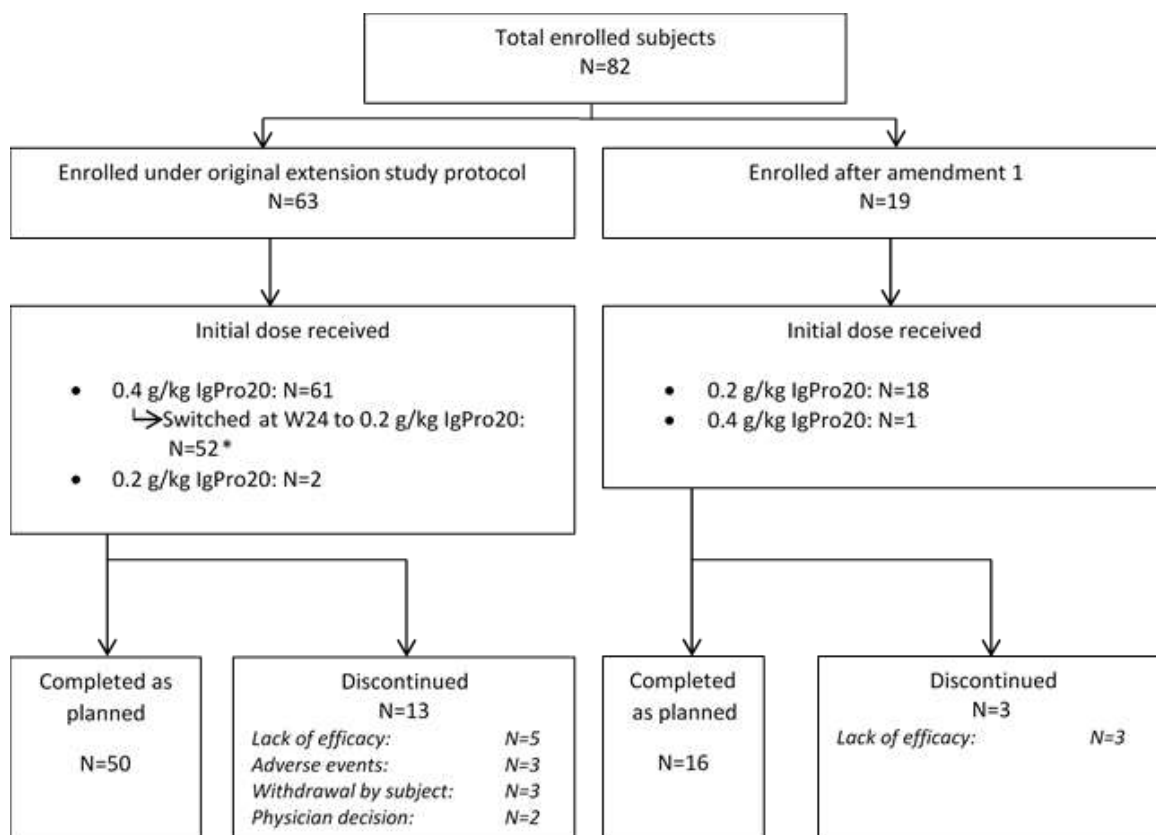 Total enrolled subjects
N=82
Enrolled under original extension study protocol
N=63
Enrolled after amendment 1
N=19
Initial dose received
• 0.4 g/kg IgPro20: N=61
Switched at W24 to 0.2 g/kg IgPro20:
N=52*
• 0.2 g/kg IgPro20: N=2
Initial dose received
• 0.2 g/kg IgPro20: N=18
• 0.4 g/kg IgPro20: N=1
Completed as
planned
N=50
Discontinued
N=13
Lack of efficacy: N=5
Adverse events: N=3
Withdrawal by subject: N=3
Physician decision: N=2
Completed
as planned
N=16
Discontinued
N=3
Lack of efficacy: N=3